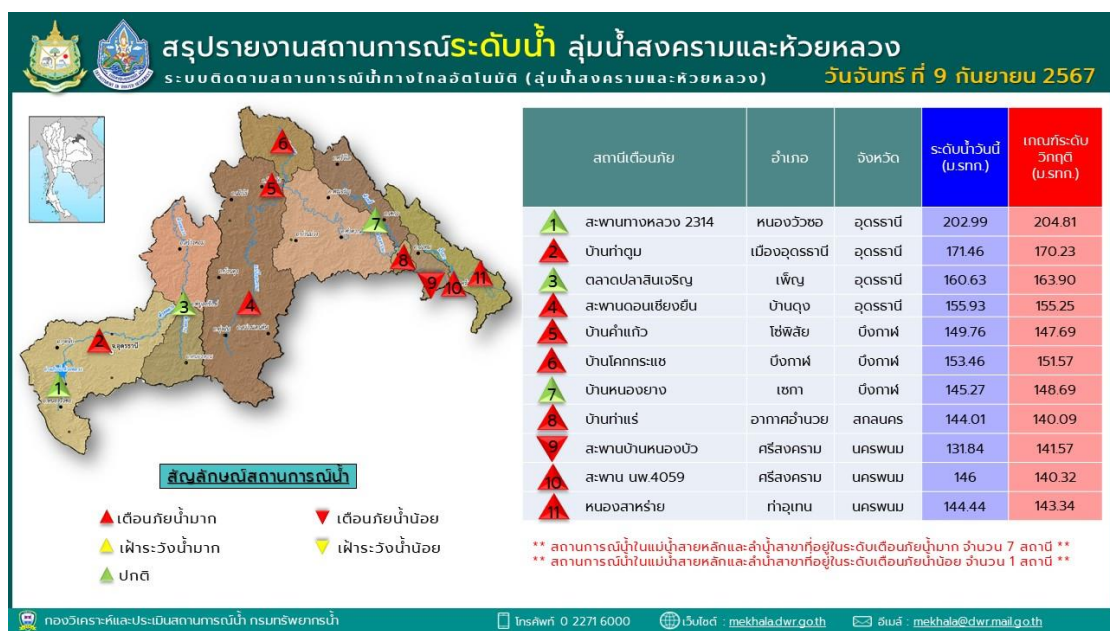 สรุปรายงานสถานการณ์ระดับน้ำ ลุ่มน้ำสงครามและห้วยหลวง
ระบบติดตามสถานการณ์น้ำทางไกลอัตโนมัติ (ลุ่มน้ำสงครามและห้วยหลวง) วันจันทร์ ที่ 9 กันยายน 2567
สถานีเตือนภัย อำเภอ จังหวัด ระดับน้ำวันนี้ (ม.รทก.) เกณฑ์ระดับวิกฤติ (ม.รทก.)
1 สะพานทางหลวง 2314 หนองวัวซอ อุดรธานี 202.99 204.81
2 บ้านท่าตูม เมืองอุดรธานี อุดรธานี 171.46 170.23
3 ตลาดปลาสินเจริญ เพ็ญ อุดรธานี 160.63 163.90
4 สะพานดอนเชียงยืน บ้านดุง อุดรธานี 155.93 155.25
5 บ้านคำแก้ว โซ่พิสัย บึงกาฬ 149.76 147.69
6 บ้านโคกกระแซ บึงกาฬ บึงกาฬ 153.46 151.57
7 บ้านหนองยาง เซกา บึงกาฬ 145.27 148.69
8 บ้านท่าแร่ อากาศอำนวย สกลนคร 144.01 140.09
9 สะพานบ้านหนองบัว ศรีสงคราม นครพนม 131.84 141.57
10 สะพาน นพ.4059 ศรีสงคราม นครพนม 146 140.32
11 หนองสาหร่าย ท่าอุเทน นครพนม 144.44 143.34
6
5
7
8
9
10
11
4
3
2
อ.อุดรธานี
1
สัญลักษณ์สถานการณ์น้ำ
เตือนภัยน้ำมาก เตือนภัยน้ำน้อย
เฝ้าระวังน้ำมาก เฝ้าระวังน้ำน้อย
ปกติ
** สถานการณ์น้ำในแม่น้ำสายหลักและลำน้ำสาขาที่อยู่ในระดับเตือนภัยน้ำมาก จำนวน 7 สถานี **
** สถานการณ์น้ำในแม่น้ำสายหลักและลำน้ำสาขาที่อยู่ในระดับเตือนภัยน้ำน้อย จำนวน 1 สถานี **
กองวิเคราะห์และประเมินสถานการณ์น้ำ กรมทรัพยากรน้ำ โทรศัพท์ 0 2271 6000 เว็บไซต์ : mekhala.dwr.go.th อีเมล์ : mekhala@dwr.mail.go.th